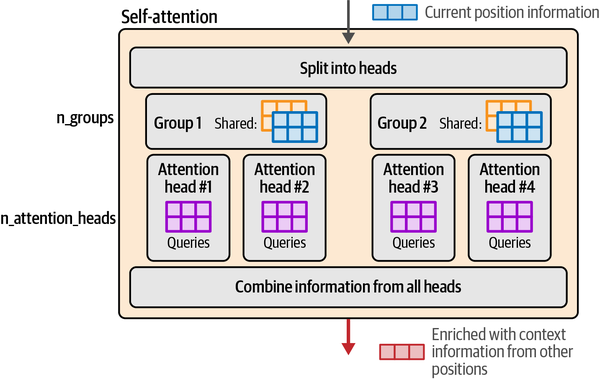 Self-attention
Current position information
Split into heads
n_groups
Group 1 Shared:
Group 2 Shared:
n_attention_heads
Attention
head #1
Queries
Attention
head #2
Queries
Attention
head #3
Queries
Attention
head #4
Queries
Combine information from all heads
Enriched with context
information from other
positions